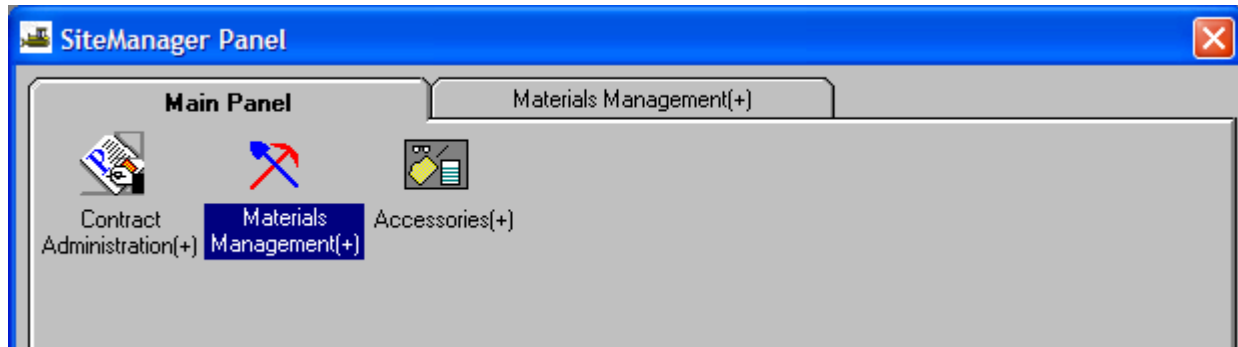 SiteManager Panel
Main Panel
Materials Management(+)
Contract
Administration(+)
Materials
Management(+)
Accessories(+)